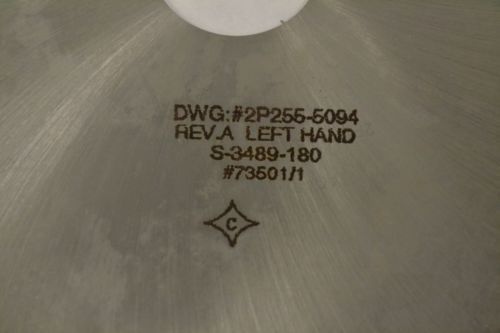 DWG:#2P255-5094
REV.A LEFT HAND
S-3489-180
#73501/1
C